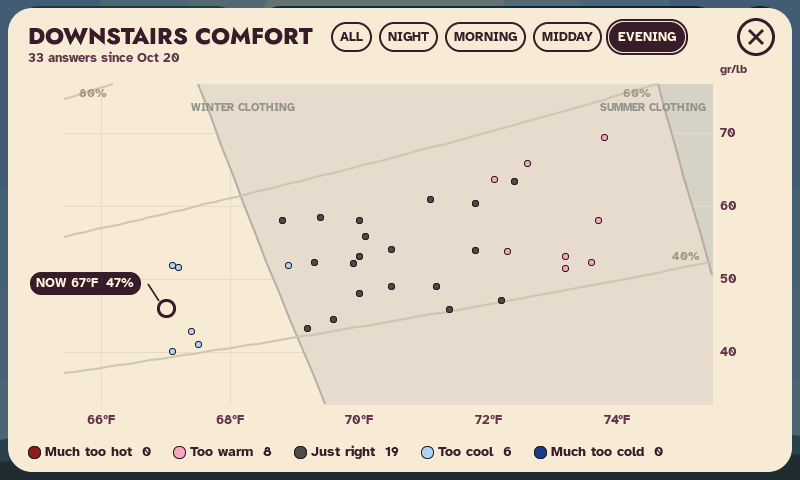 DOWNSTAIRS COMFORT
ALL NIGHT MORNING MIDDAY EVENING
33 answers since Oct 20
gr/lb
80% 60%
WINTER CLOTHING SUMMER CLOTHING
70
60
40%
50
NOW 67°F 47%
40
66°F 68°F 70°F 72°F 74°F
Much too hot 0 Too warm 8 Just right 19 Too cool 6 Much too cold 0